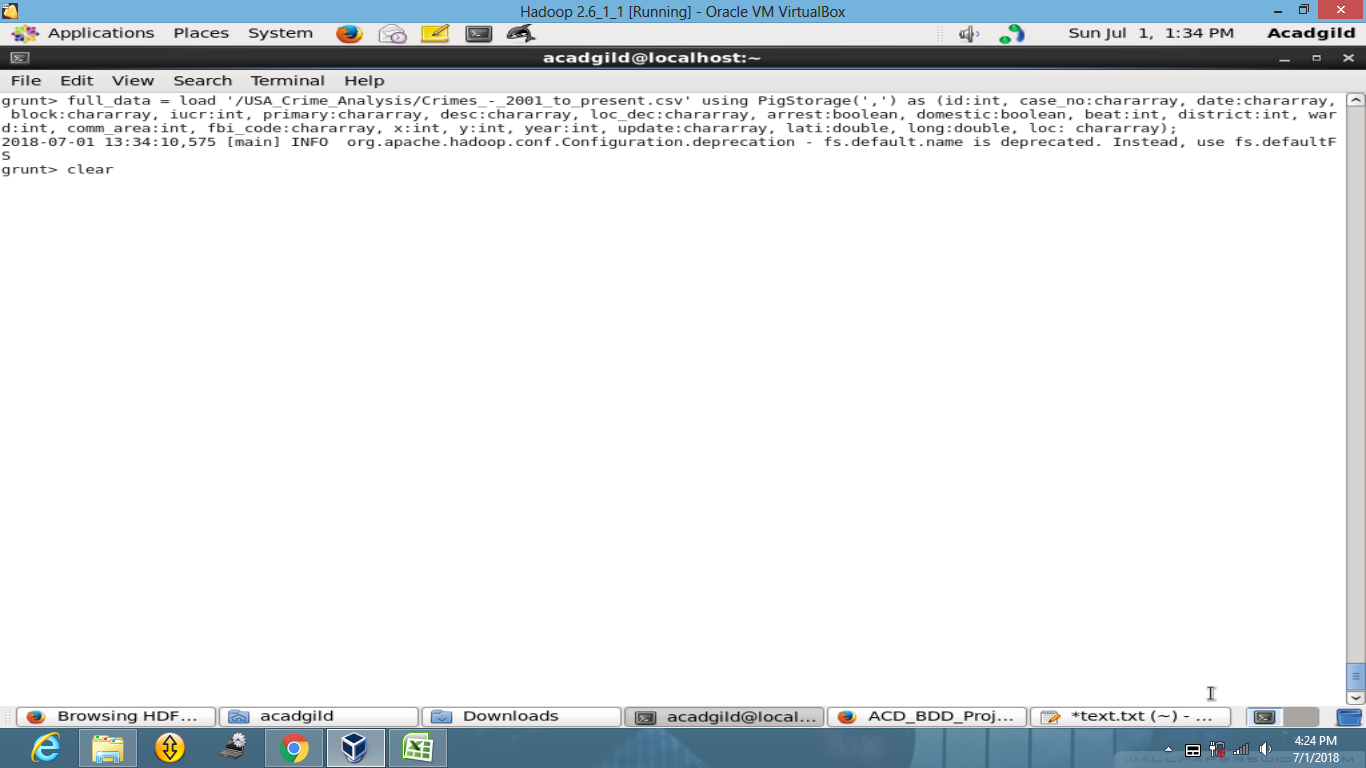 Hadoop 2.6_1_1 [Running] - Oracle VM VirtualBox
Applications Places System Sun Jul 1, 1:34 PM Acadgild
acadgild@localhost:~
File Edit View Search Terminal Help
grunt> full_data = load '/USA_Crime_Analysis/Crimes_-_2001_to_present.csv' using PigStorage(',') as (id:int, case_no:chararray, date:chararray,
 block:chararray, iucr:int, primary:chararray, desc:chararray, loc_dec:chararray, arrest:boolean, domestic:boolean, beat:int, district:int, war
d:int, comm_area:int, fbi_code:chararray, x:int, y:int, year:int, update:chararray, lati:double, long:double, loc: chararray);
2018-07-01 13:34:10,575 [main] INFO  org.apache.hadoop.conf.Configuration.deprecation - fs.default.name is deprecated. Instead, use fs.defaultF
S
grunt> clear
Browsing HDF... acadgild Downloads acadgild@local... ACD_BDD_Proj... *text.txt (~) - ...
4:24 PM
7/1/2018